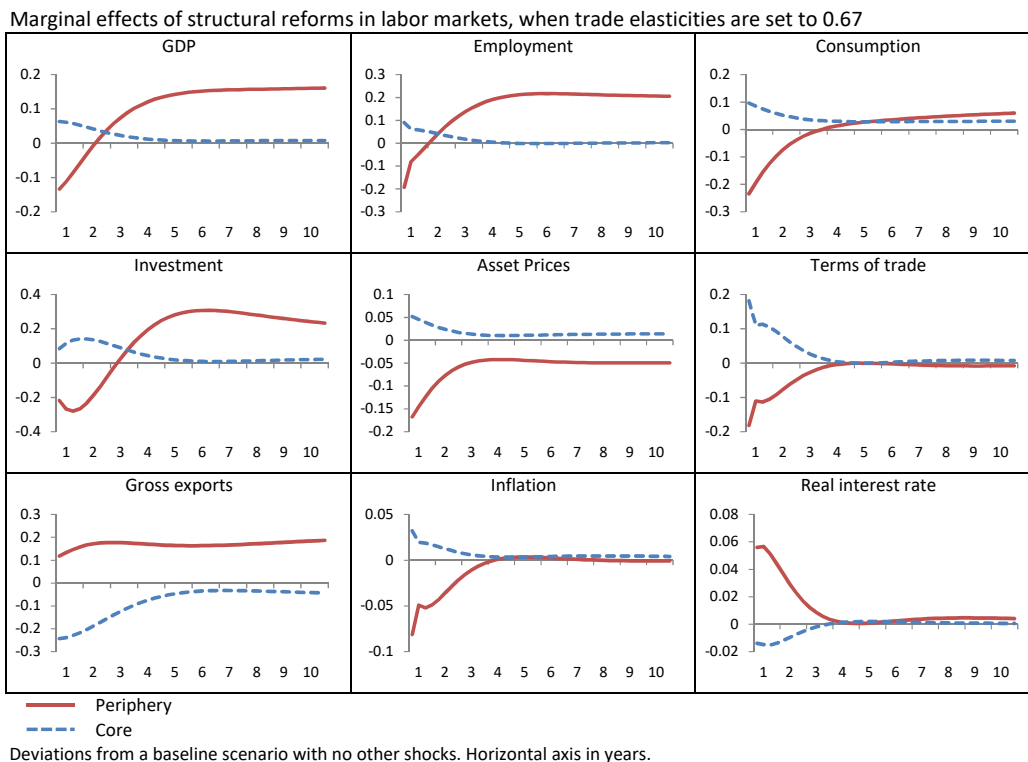 Marginal effects of structural reforms in labor markets, when trade elasticities are set to 0.67
GDP
0.2
0.1
0
-0.1
-0.2
1 2 3 4 5 6 7 8 9 10
Employment
0.3
0.2
0.1
0
-0.1
-0.2
-0.3
1 2 3 4 5 6 7 8 9 10
Consumption
0.2
0.1
0
-0.1
-0.2
-0.3
1 2 3 4 5 6 7 8 9 10
Investment
0.4
0.2
0
-0.2
-0.4
1 2 3 4 5 6 7 8 9 10
Asset Prices
0.1
0.05
0
-0.05
-0.1
-0.15
-0.2
1 2 3 4 5 6 7 8 9 10
Terms of trade
0.2
0.1
0
-0.1
-0.2
1 2 3 4 5 6 7 8 9 10
Gross exports
0.3
0.2
0.1
0
-0.1
-0.2
-0.3
1 2 3 4 5 6 7 8 9 10
Inflation
0.05
0
-0.05
-0.1
1 2 3 4 5 6 7 8 9 10
Real interest rate
0.08
0.06
0.04
0.02
0
-0.02
1 2 3 4 5 6 7 8 9 10
Periphery
Core
Deviations from a baseline scenario with no other shocks. Horizontal axis in years.